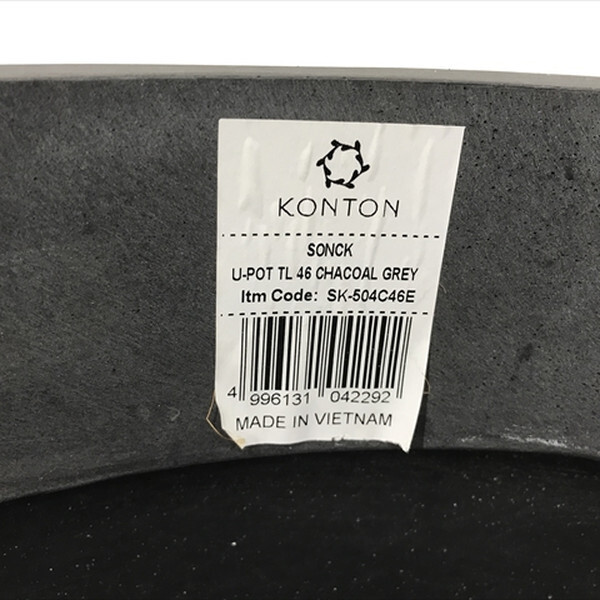 KONTON
SONCK
U-POT TL 46 CHACOAL GREY
Itm Code: SK-504C46E
4 996131 042292
MADE IN VIETNAM